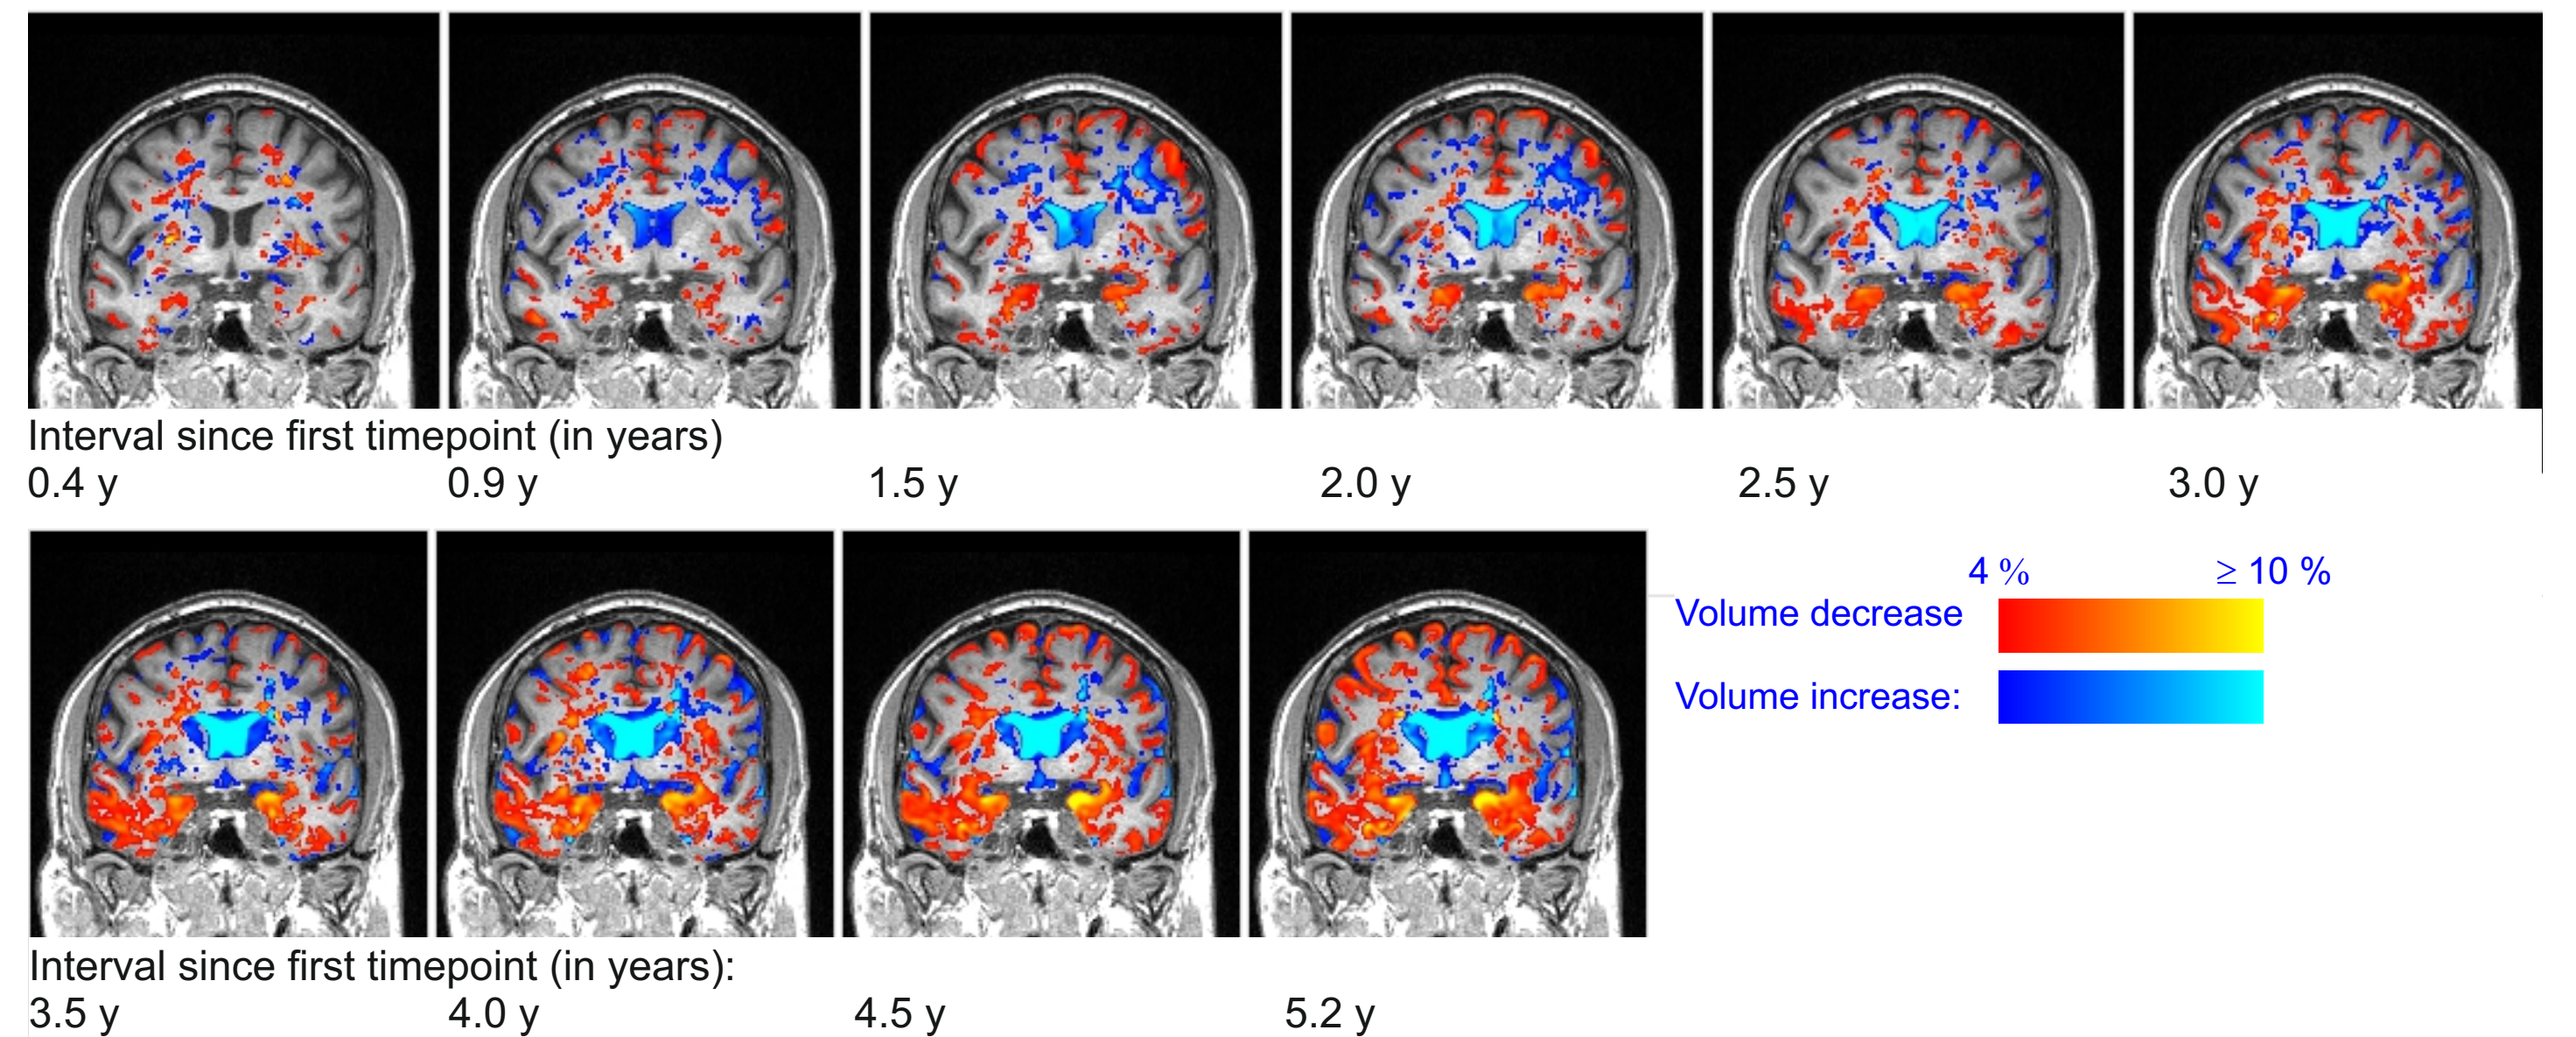 Interval since first timepoint (in years)
0.4 y 0.9 y 1.5 y 2.0 y 2.5 y 3.0 y
4 % ≥ 10 %
Volume decrease
Volume increase:
Interval since first timepoint (in years):
3.5 y 4.0 y 4.5 y 5.2 y